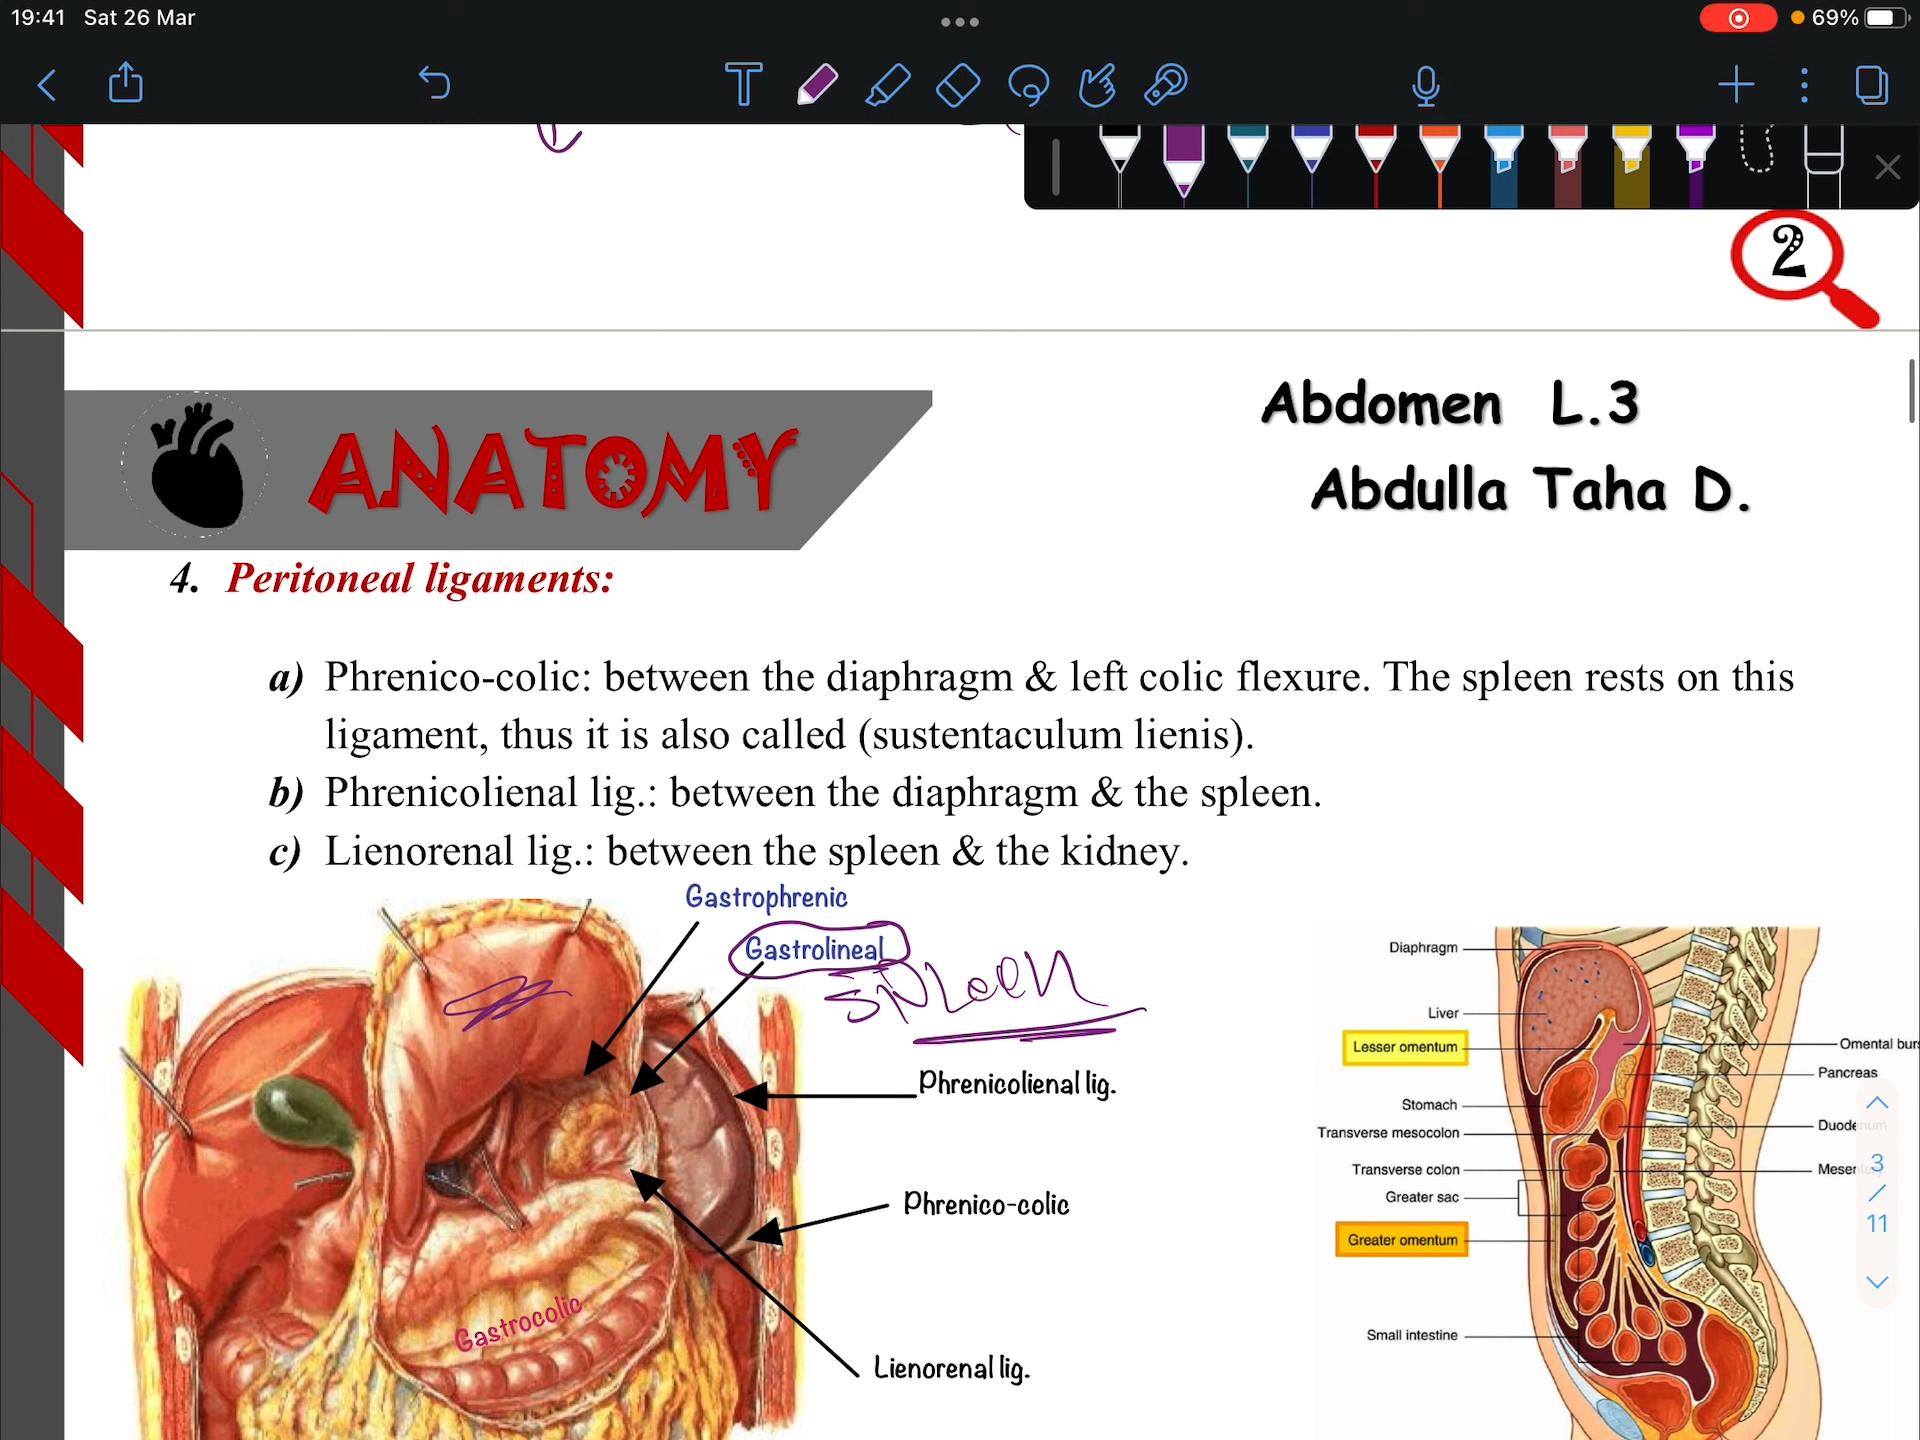 19:41 Sat 26 Mar
69%
2
ANATOMY
Abdomen L.3
Abdulla Taha D.
4. Peritoneal ligaments:
a) Phrenico-colic: between the diaphragm & left colic flexure. The spleen rests on this
ligament, thus it is also called (sustentaculum lienis).
b) Phrenicolienal lig.: between the diaphragm & the spleen.
c) Lienorenal lig.: between the spleen & the kidney.
Gastrophrenic
Gastrolineal
spleen
Phrenicolienal lig.
Phrenico-colic
Gastrocolic
Lienorenal lig.
Diaphragm
Liver
Lesser omentum
Omental burs
Pancreas
Stomach
Duodenum
Transverse mesocolon
Transverse colon
Mesentery
Greater sac
Greater omentum
Small intestine
3
/
11